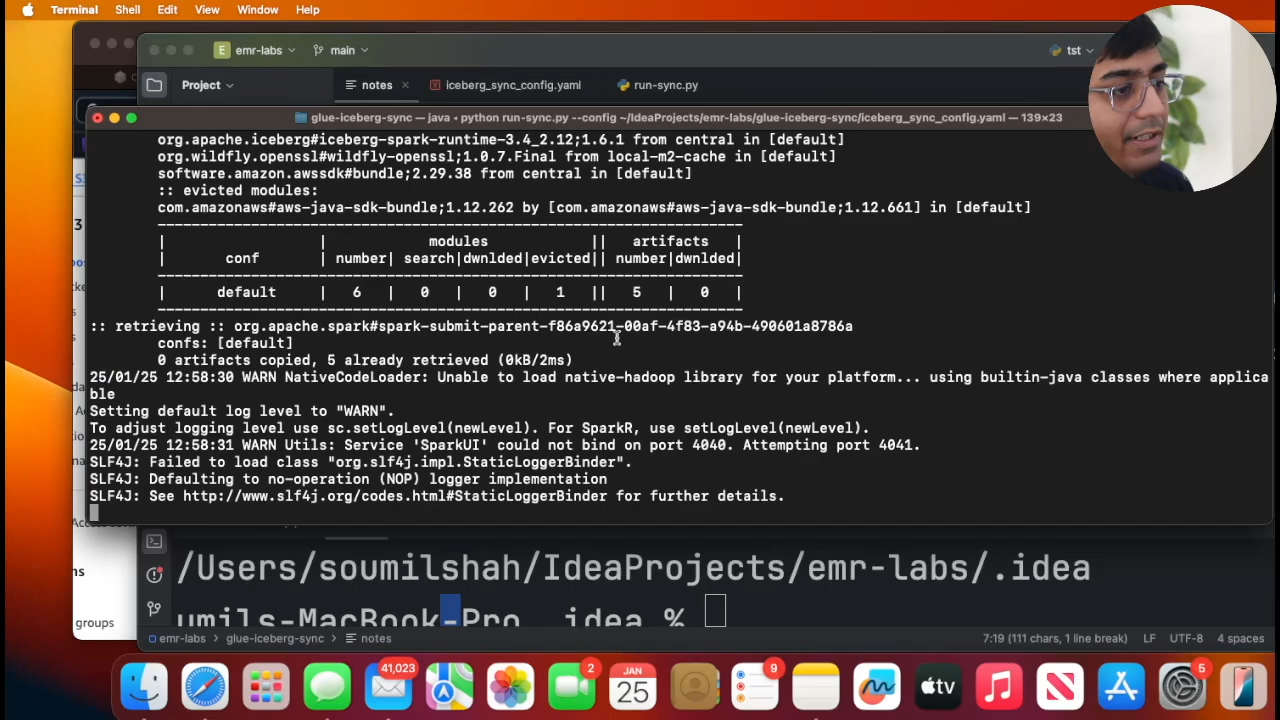 Terminal Shell Edit View Window Help
E emr-labs main tst
Project notes iceberg_sync_config.yaml run-sync.py
glue-iceberg-sync — java • python run-sync.py --config ~/IdeaProjects/emr-labs/glue-iceberg-sync/iceberg_sync_config.yaml — 139×23
org.apache.iceberg#iceberg-spark-runtime-3.4_2.12;1.6.1 from central in [default]
org.wildfly.openssl#wildfly-openssl;1.0.7.Final from local-m2-cache in [default]
software.amazon.awssdk#bundle;2.29.38 from central in [default]
:: evicted modules:
com.amazonaws#aws-java-sdk-bundle;1.12.262 by [com.amazonaws#aws-java-sdk-bundle;1.12.661] in [default]
---------------------------------------------------------------------
| | modules || artifacts |
| conf | number| search|dwnlded|evicted|| number|dwnlded|
---------------------------------------------------------------------
| default | 6 | 0 | 0 | 1 || 5 | 0 |
---------------------------------------------------------------------
:: retrieving :: org.apache.spark#spark-submit-parent-f86a9621-00af-4f83-a94b-490601a8786a
confs: [default]
0 artifacts copied, 5 already retrieved (0kB/2ms)
25/01/25 12:58:30 WARN NativeCodeLoader: Unable to load native-hadoop library for your platform... using builtin-java classes where applica
ble
Setting default log level to "WARN".
To adjust logging level use sc.setLogLevel(newLevel). For SparkR, use setLogLevel(newLevel).
25/01/25 12:58:31 WARN Utils: Service 'SparkUI' could not bind on port 4040. Attempting port 4041.
SLF4J: Failed to load class "org.slf4j.impl.StaticLoggerBinder".
SLF4J: Defaulting to no-operation (NOP) logger implementation
SLF4J: See http://www.slf4j.org/codes.html#StaticLoggerBinder for further details.
/Users/soumilshah/IdeaProjects/emr-labs/.idea
umils-MacBook-Pro .idea %
groups
emr-labs glue-iceberg-sync notes 7:19 (111 chars, 1 line break) LF UTF-8 4 spaces
41,023 2 JAN 9 5
25 tv